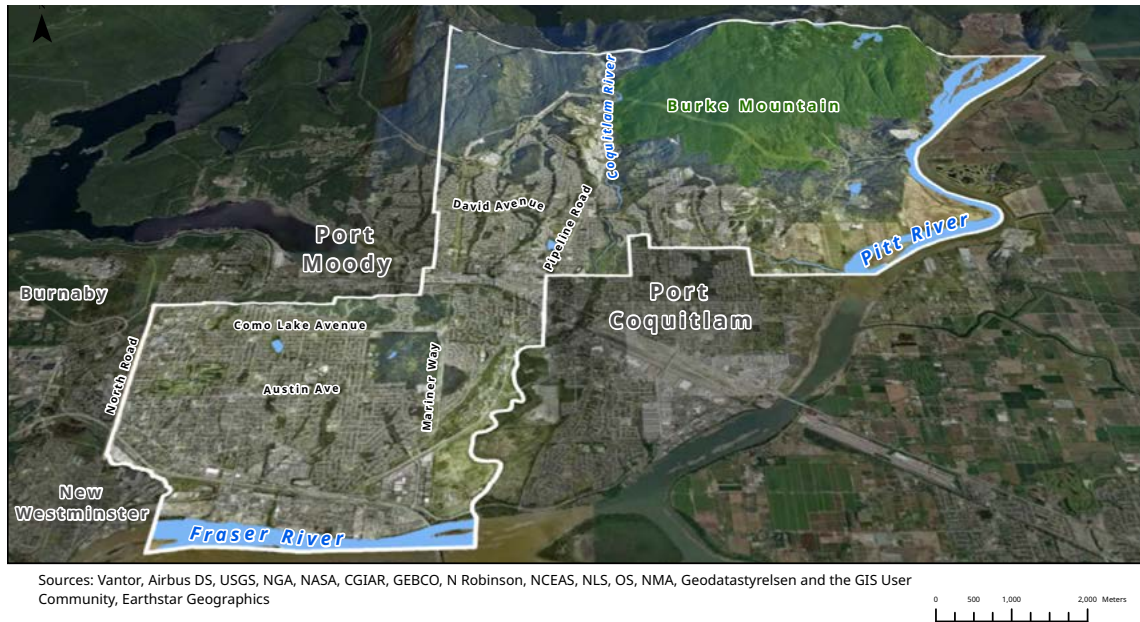 Coquitlam River
Burke Mountain
David Avenue
Pipeline Road
Port
Moody
Pitt River
Burnaby
Port
Coquitlam
Como Lake Avenue
North Road
Mariner Way
Austin Ave
New
Westminster
Fraser River
Sources: Vantor, Airbus DS, USGS, NGA, NASA, CGIAR, GEBCO, N Robinson, NCEAS, NLS, OS, NMA, Geodatastyrelsen and the GIS User
Community, Earthstar Geographics
0 500 1,000 2,000 Meters